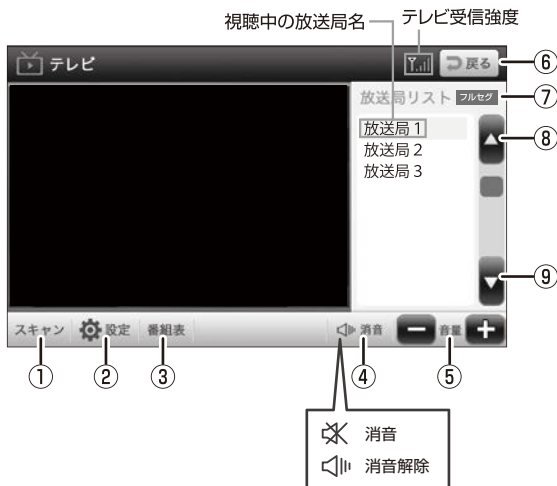 視聴中の放送局名
テレビ受信強度
テレビ
戻る
⑥
放送局リスト フルセグ
⑦
放送局 1
⑧
放送局 2
放送局 3
⑨
スキャン 設定 番組表 消音 音量
① ② ③ ④ ⑤
消音
消音解除